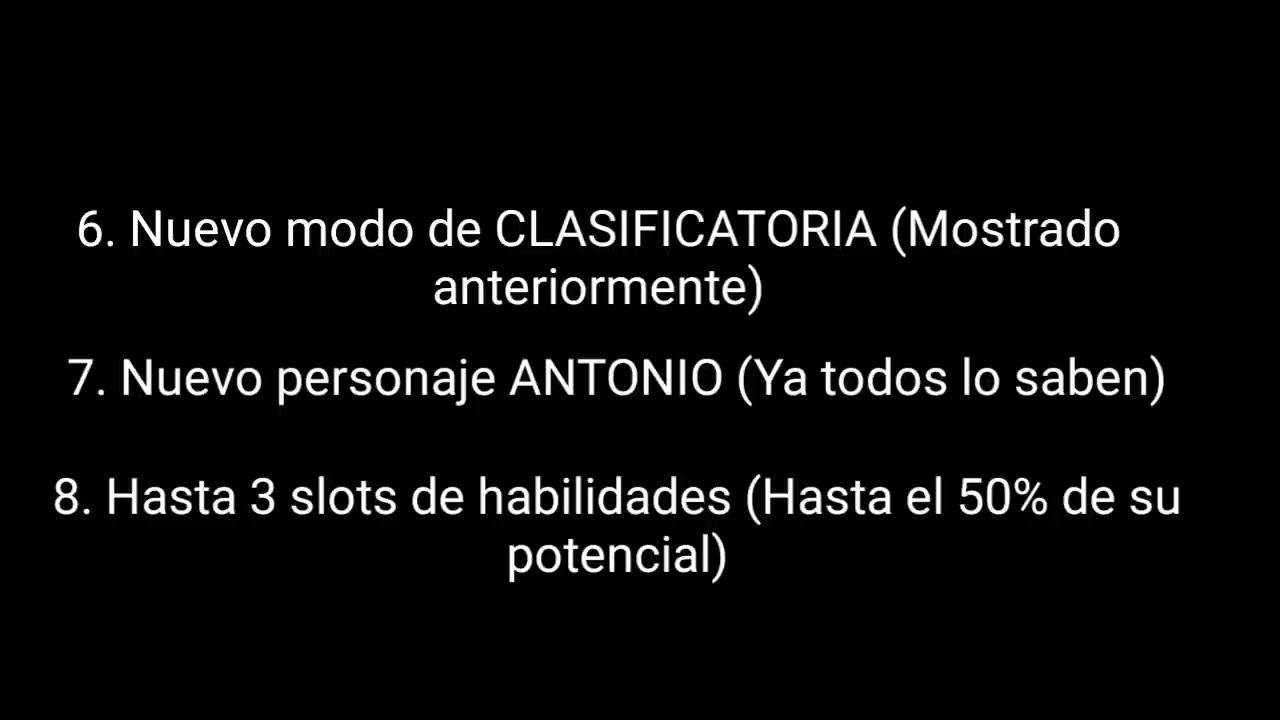 6. Nuevo modo de CLASIFICATORIA (Mostrado
anteriormente)
7. Nuevo personaje ANTONIO (Ya todos lo saben)
8. Hasta 3 slots de habilidades (Hasta el 50% de su
potencial)